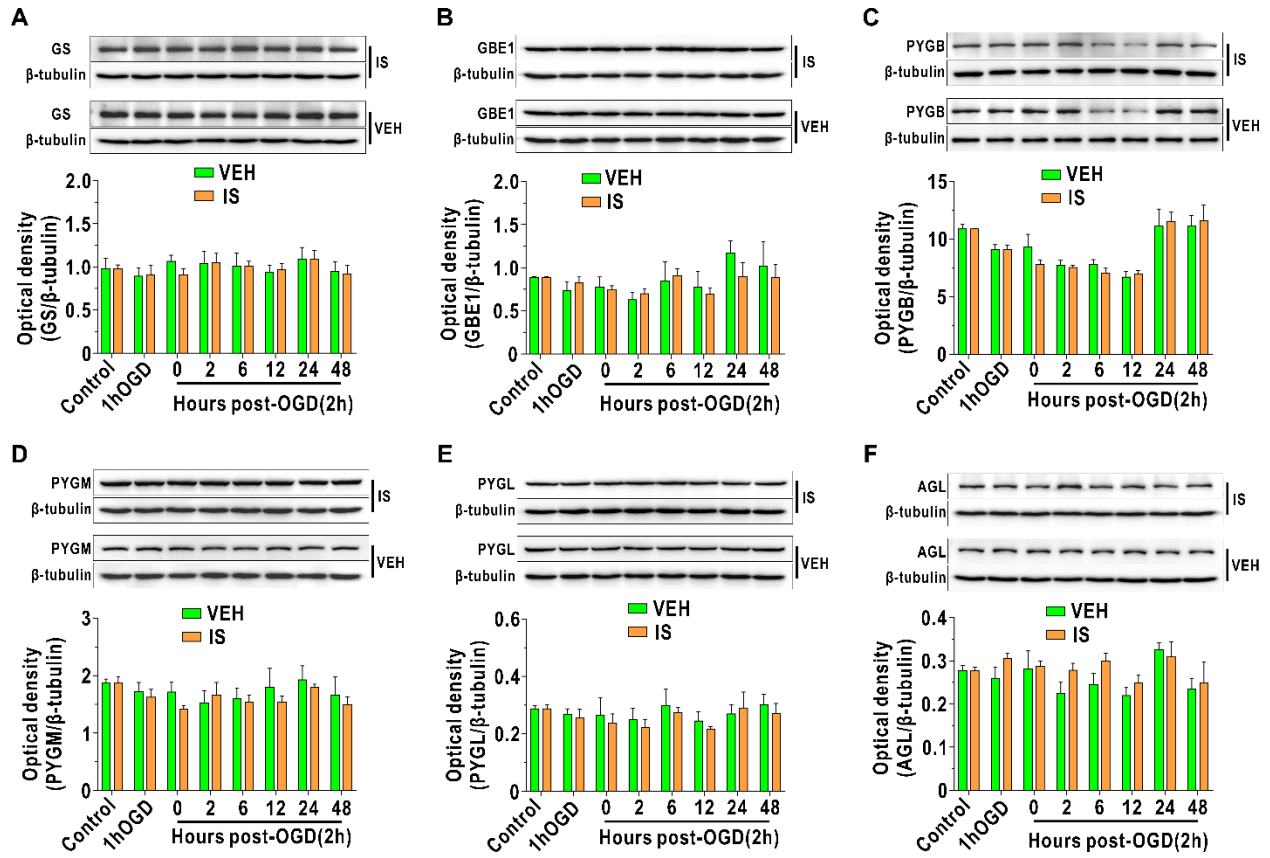 A
GS
β-tubulin
IS
GS
β-tubulin
VEH
VEH
IS
Optical density
(GS/β-tubulin)
2.0
1.5
1.0
0.5
0
Control
1hOGD
0 2 6 12 24 48
Hours post-OGD(2h)
B
GBE1
β-tubulin
IS
GBE1
β-tubulin
VEH
VEH
IS
Optical density
(GBE1/β-tubulin)
2.0
1.5
1.0
0.5
0
Control
1hOGD
0 2 6 12 24 48
Hours post-OGD(2h)
C
PYGB
β-tubulin
IS
PYGB
β-tubulin
VEH
VEH
IS
Optical density
(PYGB/β-tubulin)
15
10
5
0
Control
1hOGD
0 2 6 12 24 48
Hours post-OGD(2h)
D
PYGM
β-tubulin
IS
PYGM
β-tubulin
VEH
VEH
IS
Optical density
(PYGM/β-tubulin)
3
2
1
0
Control
1hOGD
0 2 6 12 24 48
Hours post-OGD(2h)
E
PYGL
β-tubulin
IS
PYGL
β-tubulin
VEH
VEH
IS
Optical density
(PYGL/β-tubulin)
0.6
0.4
0.2
0
Control
1hOGD
0 2 6 12 24 48
Hours post-OGD(2h)
F
AGL
β-tubulin
IS
AGL
β-tubulin
VEH
VEH
IS
Optical density
(AGL/β-tubulin)
0.4
0.3
0.2
0.1
0
Control
1hOGD
0 2 6 12 24 48
Hours post-OGD(2h)